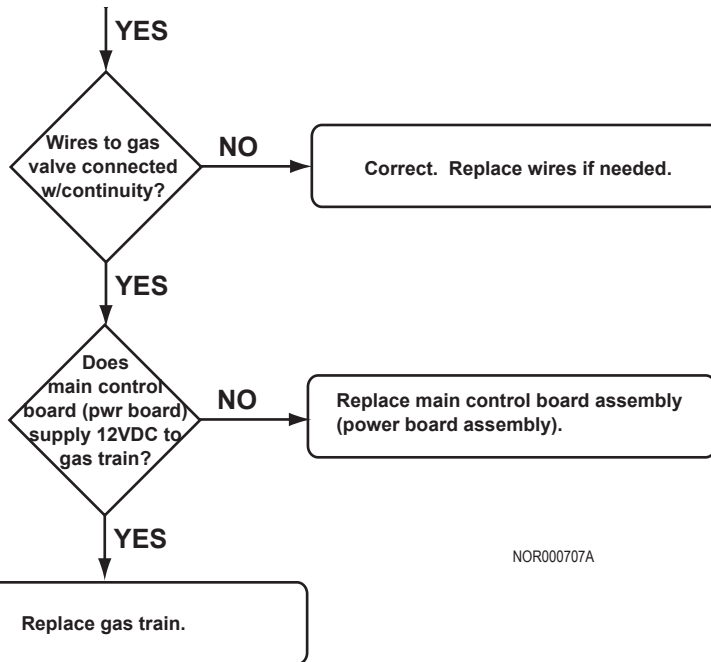 YES
Wires to gas
valve connected
w/continuity?
NO
Correct.  Replace wires if needed.
YES
Does
main control
board (pwr board)
supply 12VDC to
gas train?
NO
Replace main control board assembly
(power board assembly).
YES
NOR000707A
Replace gas train.